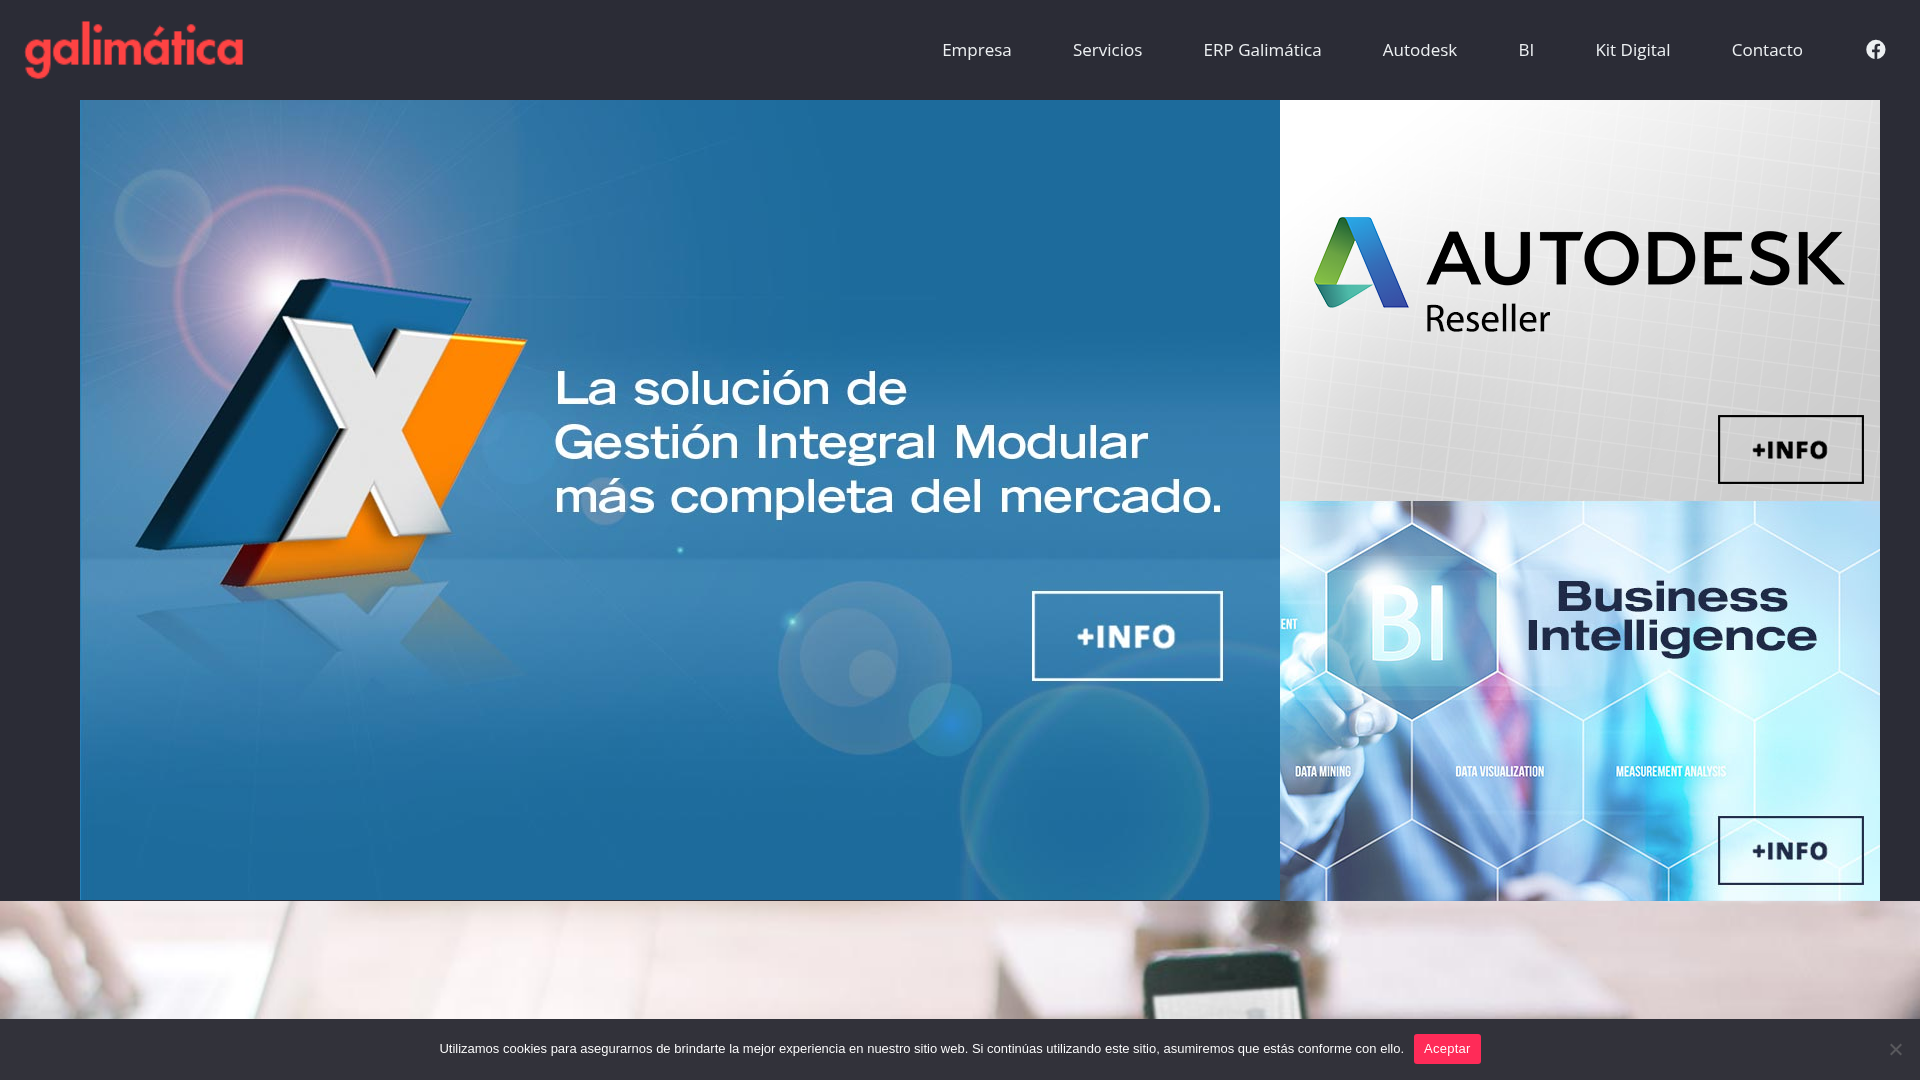 galimática
Empresa
Servicios
ERP Galimática
Autodesk
BI
Kit Digital
Contacto
X
La solución de
Gestión Integral Modular
más completa del mercado.
+INFO
AUTODESK
Reseller
+INFO
ENT
BI
Business
Intelligence
DATA MINING
DATA VISUALIZATION
MEASUREMENT ANALYSIS
+INFO
Utilizamos cookies para asegurarnos de brindarte la mejor experiencia en nuestro sitio web. Si continúas utilizando este sitio, asumiremos que estás conforme con ello.
Aceptar